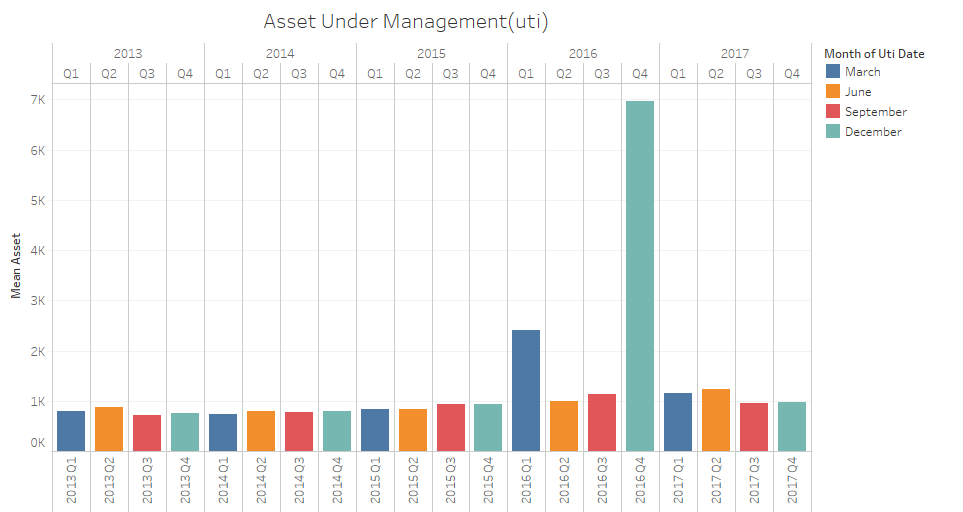 Asset Under Management(uti)
2013 2014 2015 2016 2017
Q1 Q2 Q3 Q4 Q1 Q2 Q3 Q4 Q1 Q2 Q3 Q4 Q1 Q2 Q3 Q4 Q1 Q2 Q3 Q4
Month of Uti Date
March
June
September
December
7K
6K
5K
4K
3K
2K
1K
0K
Mean Asset
2013 Q1
2013 Q2
2013 Q3
2013 Q4
2014 Q1
2014 Q2
2014 Q3
2014 Q4
2015 Q1
2015 Q2
2015 Q3
2015 Q4
2016 Q1
2016 Q2
2016 Q3
2016 Q4
2017 Q1
2017 Q2
2017 Q3
2017 Q4